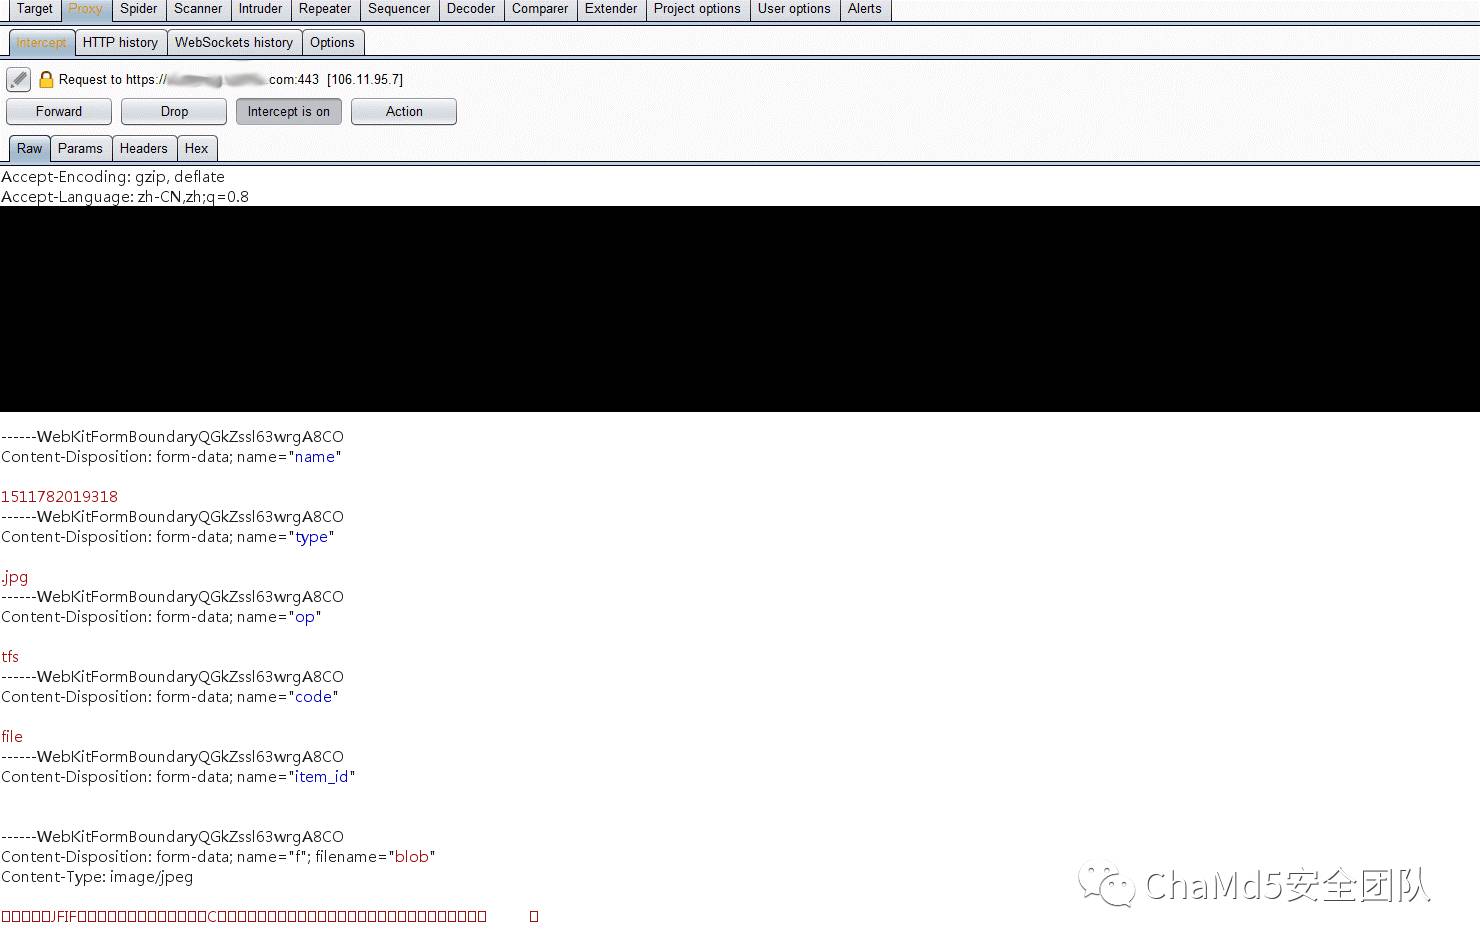 Target Proxy Spider Scanner Intruder Repeater Sequencer Decoder Comparer Extender Project options User options Alerts
Intercept HTTP history WebSockets history Options
Request to https:// .com:443 [106.11.95.7]
Forward Drop Intercept is on Action
Raw Params Headers Hex
Accept-Encoding: gzip, deflate
Accept-Language: zh-CN,zh;q=0.8
------WebKitFormBoundaryQGkZssl63wrgA8CO
Content-Disposition: form-data; name="name"
1511782019318
------WebKitFormBoundaryQGkZssl63wrgA8CO
Content-Disposition: form-data; name="type"
.jpg
------WebKitFormBoundaryQGkZssl63wrgA8CO
Content-Disposition: form-data; name="op"
tfs
------WebKitFormBoundaryQGkZssl63wrgA8CO
Content-Disposition: form-data; name="code"
file
------WebKitFormBoundaryQGkZssl63wrgA8CO
Content-Disposition: form-data; name="item_id"
------WebKitFormBoundaryQGkZssl63wrgA8CO
Content-Disposition: form-data; name="f"; filename="blob"
Content-Type: image/jpeg
ChaMd5安全团队
JFIF C